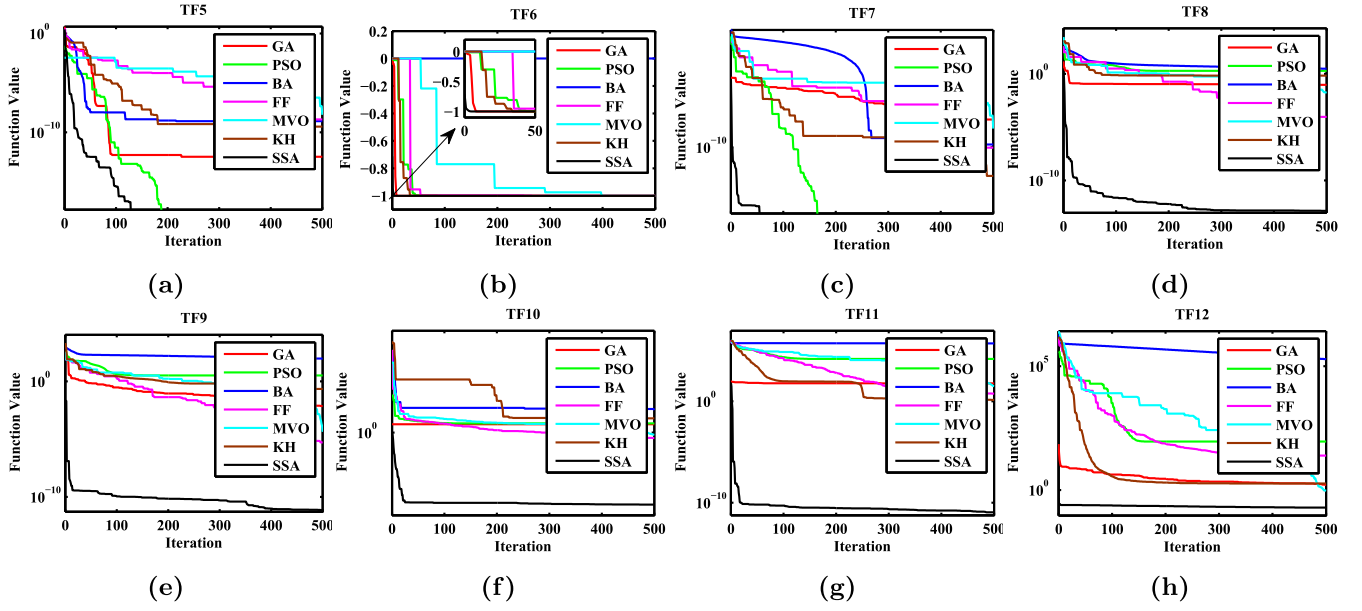 TF5
Function Value
10^0
10^-10
0 100 200 300 400 500
Iteration
GA
PSO
BA
FF
MVO
KH
SSA
(a)
TF6
Function Value
0.2
0
−0.2
−0.4
−0.6
−0.8
−1
0 100 200 300 400 500
Iteration
0
−0.5
−1
0 50
GA
PSO
BA
FF
MVO
KH
SSA
(b)
TF7
Function Value
10^-10
0 100 200 300 400 500
Iteration
GA
PSO
BA
FF
MVO
KH
SSA
(c)
TF8
Function Value
10^0
10^-10
0 100 200 300 400 500
Iteration
GA
PSO
BA
FF
MVO
KH
SSA
(d)
TF9
Function Value
10^0
10^-10
0 100 200 300 400 500
Iteration
GA
PSO
BA
FF
MVO
KH
SSA
(e)
TF10
Function Value
10^0
0 100 200 300 400 500
Iteration
GA
PSO
BA
FF
MVO
KH
SSA
(f)
TF11
Function Value
10^0
10^-10
0 100 200 300 400 500
Iteration
GA
PSO
BA
FF
MVO
KH
SSA
(g)
TF12
Function Value
10^5
10^0
0 100 200 300 400 500
Iteration
GA
PSO
BA
FF
MVO
KH
SSA
(h)